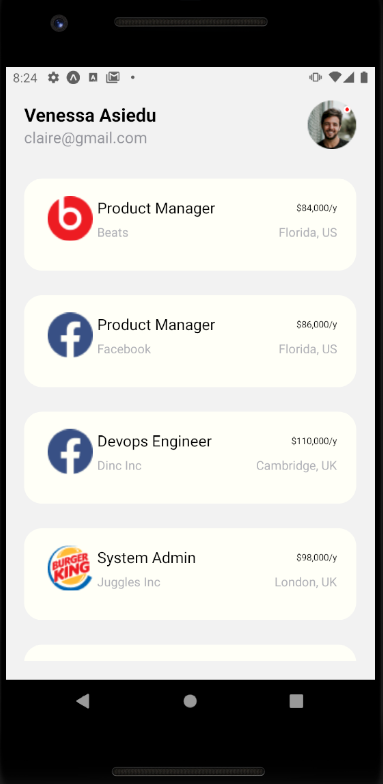 8:24
Venessa Asiedu
claire@gmail.com
Product Manager $84,000/y
Beats Florida, US
Product Manager $86,000/y
Facebook Florida, US
Devops Engineer $110,000/y
Dinc Inc Cambridge, UK
BURGER
KING
System Admin $98,000/y
Juggles Inc London, UK